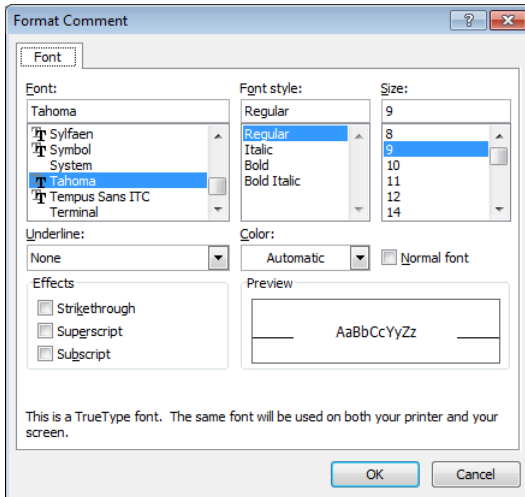 Format Comment
Font
Font: Font style: Size:
Tahoma Regular 9
Sylfaen Regular 8
Symbol Italic 9
System Bold 10
Tahoma Bold Italic 11
Tempus Sans ITC 12
Terminal 14
Underline: Color:
None Automatic Normal font
Effects Preview
Strikethrough
Superscript AaBbCcYyZz
Subscript
This is a TrueType font. The same font will be used on both your printer and your
screen.
OK Cancel